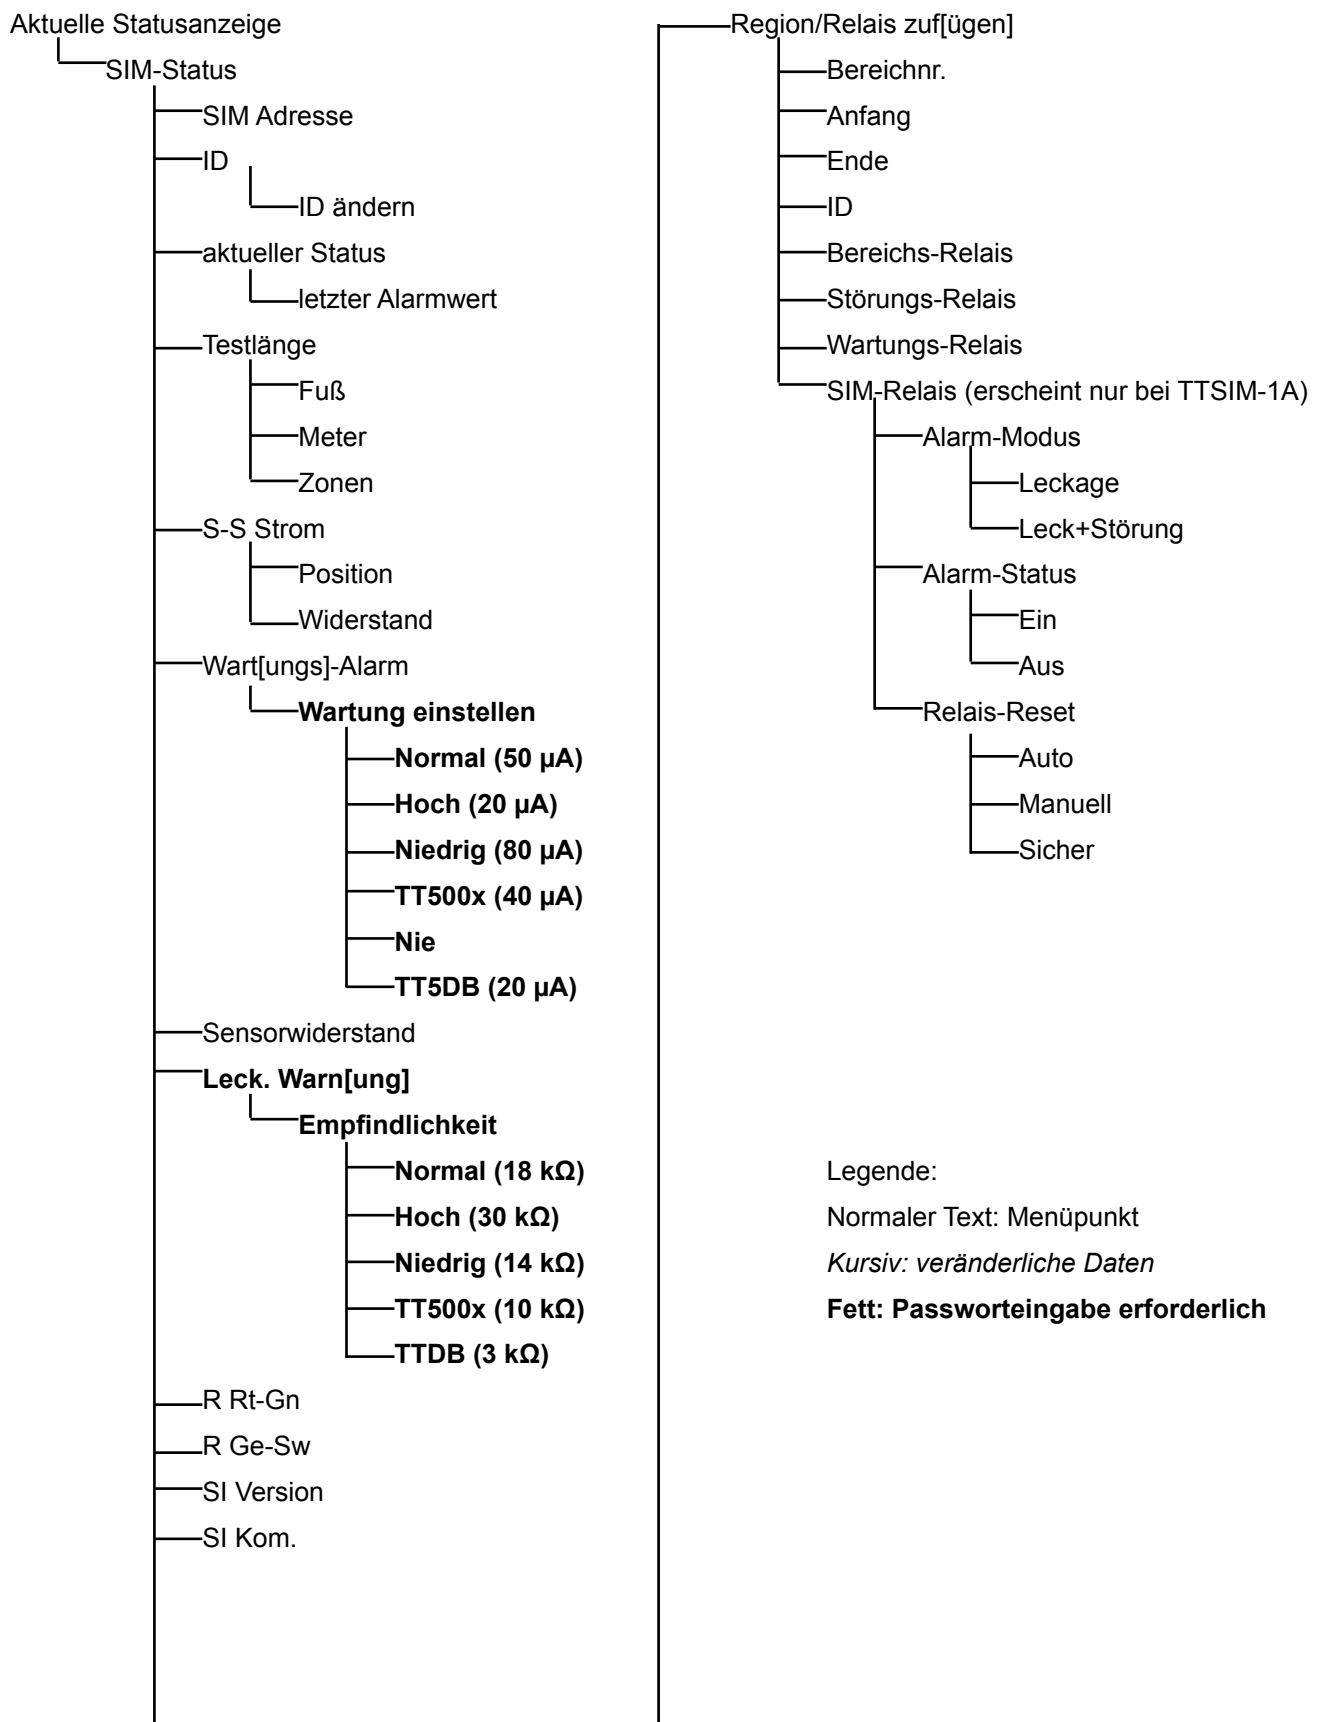 Aktuelle Statusanzeige
SIM-Status
SIM Adresse
ID
ID ändern
aktueller Status
letzter Alarmwert
Testlänge
Fuß
Meter
Zonen
S-S Strom
Position
Widerstand
Wart[ungs]-Alarm
Wartung einstellen
Normal (50 µA)
Hoch (20 µA)
Niedrig (80 µA)
TT500x (40 µA)
Nie
TT5DB (20 µA)
Sensorwiderstand
Leck. Warn[ung]
Empfindlichkeit
Normal (18 kΩ)
Hoch (30 kΩ)
Niedrig (14 kΩ)
TT500x (10 kΩ)
TTDB (3 kΩ)
R Rt-Gn
R Ge-Sw
SI Version
SI Kom.
Region/Relais zuf[ügen]
Bereichnr.
Anfang
Ende
ID
Bereichs-Relais
Störungs-Relais
Wartungs-Relais
SIM-Relais (erscheint nur bei TTSIM-1A)
Alarm-Modus
Leckage
Leck+Störung
Alarm-Status
Ein
Aus
Relais-Reset
Auto
Manuell
Sicher
Legende:
Normaler Text: Menüpunkt
Kursiv: veränderliche Daten
Fett: Passworteingabe erforderlich